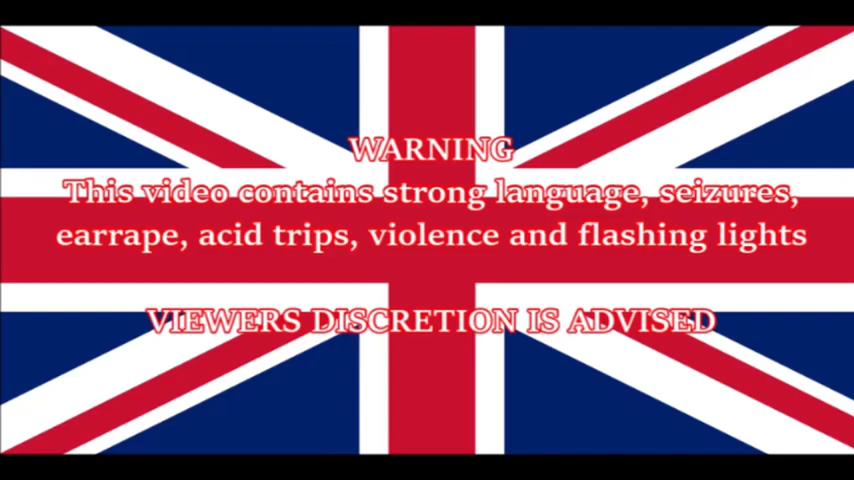 WARNING
This video contains strong language, seizures,
earrape, acid trips, violence and flashing lights
VIEWERS DISCRETION IS ADVISED